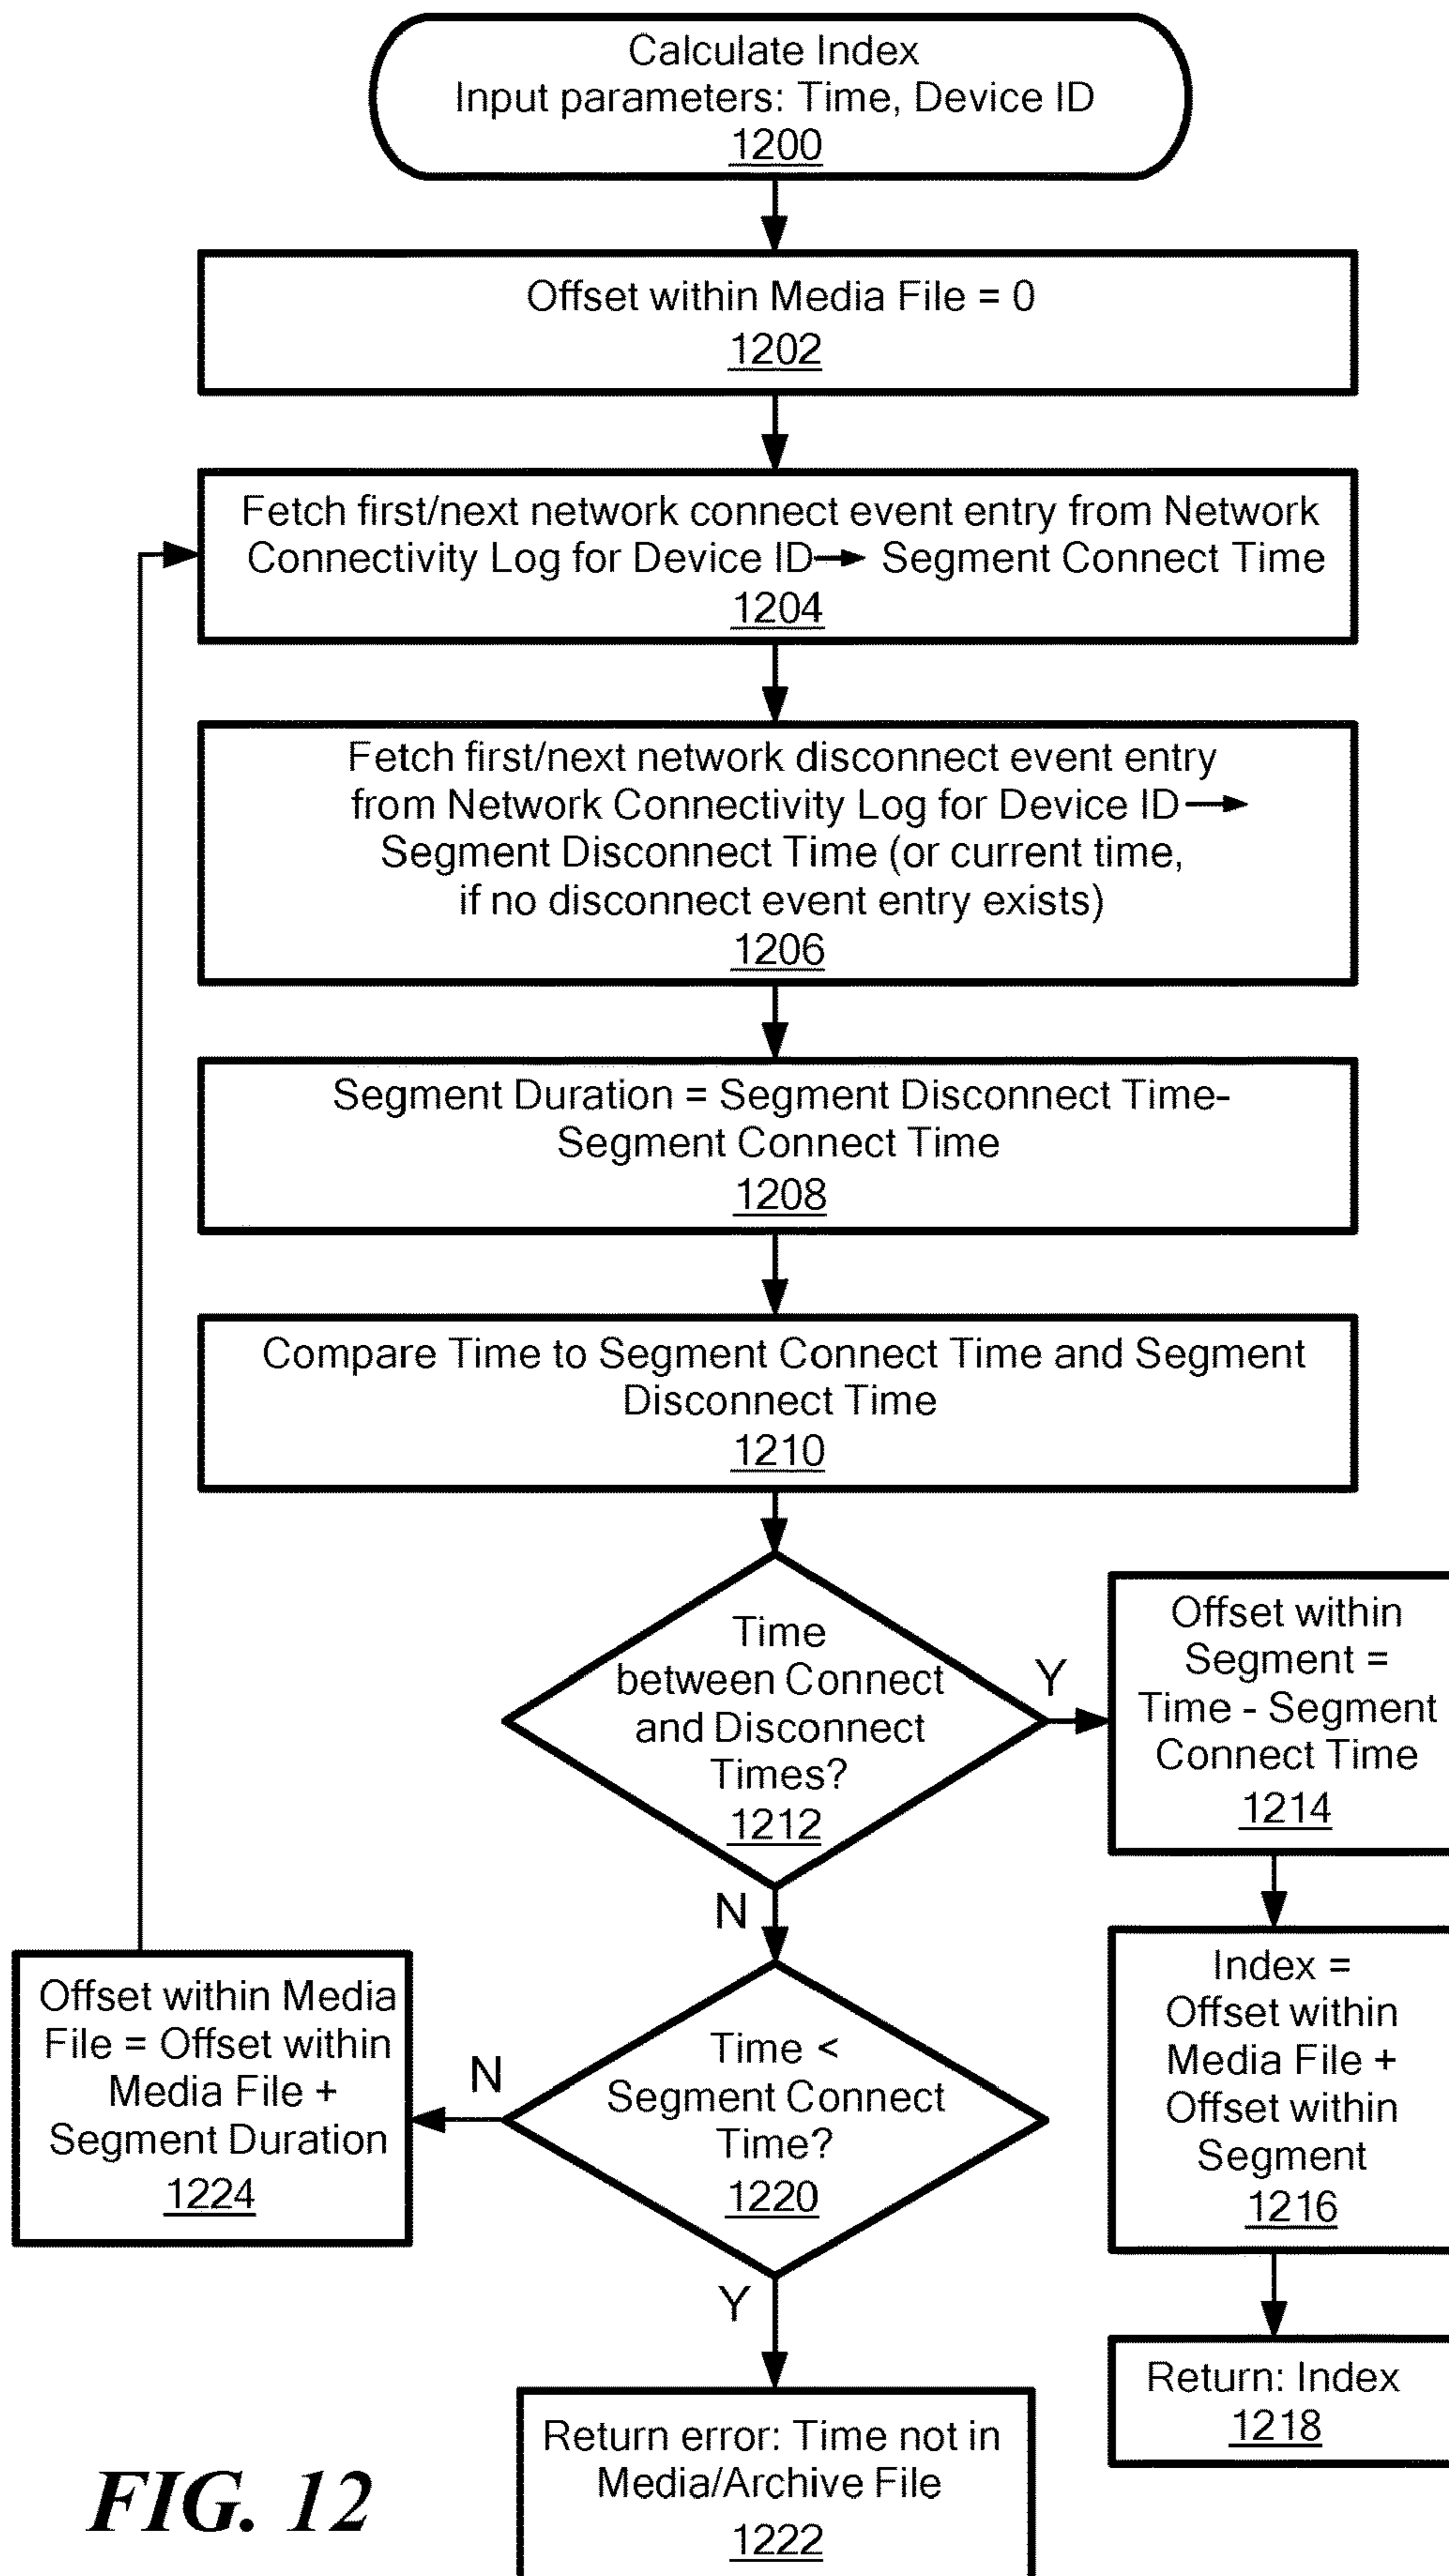 Calculate Index
Input parameters: Time, Device ID
1200
Offset within Media File = 0
1202
Fetch first/next network connect event entry from Network
Connectivity Log for Device ID→ Segment Connect Time
1204
Fetch first/next network disconnect event entry
from Network Connectivity Log for Device ID→
Segment Disconnect Time (or current time,
if no disconnect event entry exists)
1206
Segment Duration = Segment Disconnect Time-
Segment Connect Time
1208
Compare Time to Segment Connect Time and Segment
Disconnect Time
1210
Time
between Connect
and Disconnect
Times?
1212
Y
Offset within
Segment =
Time - Segment
Connect Time
1214
N
Index =
Offset within
Media File +
Offset within
Segment
1216
Return: Index
1218
Time <
Segment Connect
Time?
1220
N
Offset within Media
File = Offset within
Media File +
Segment Duration
1224
Y
Return error: Time not in
Media/Archive File
1222
FIG. 12